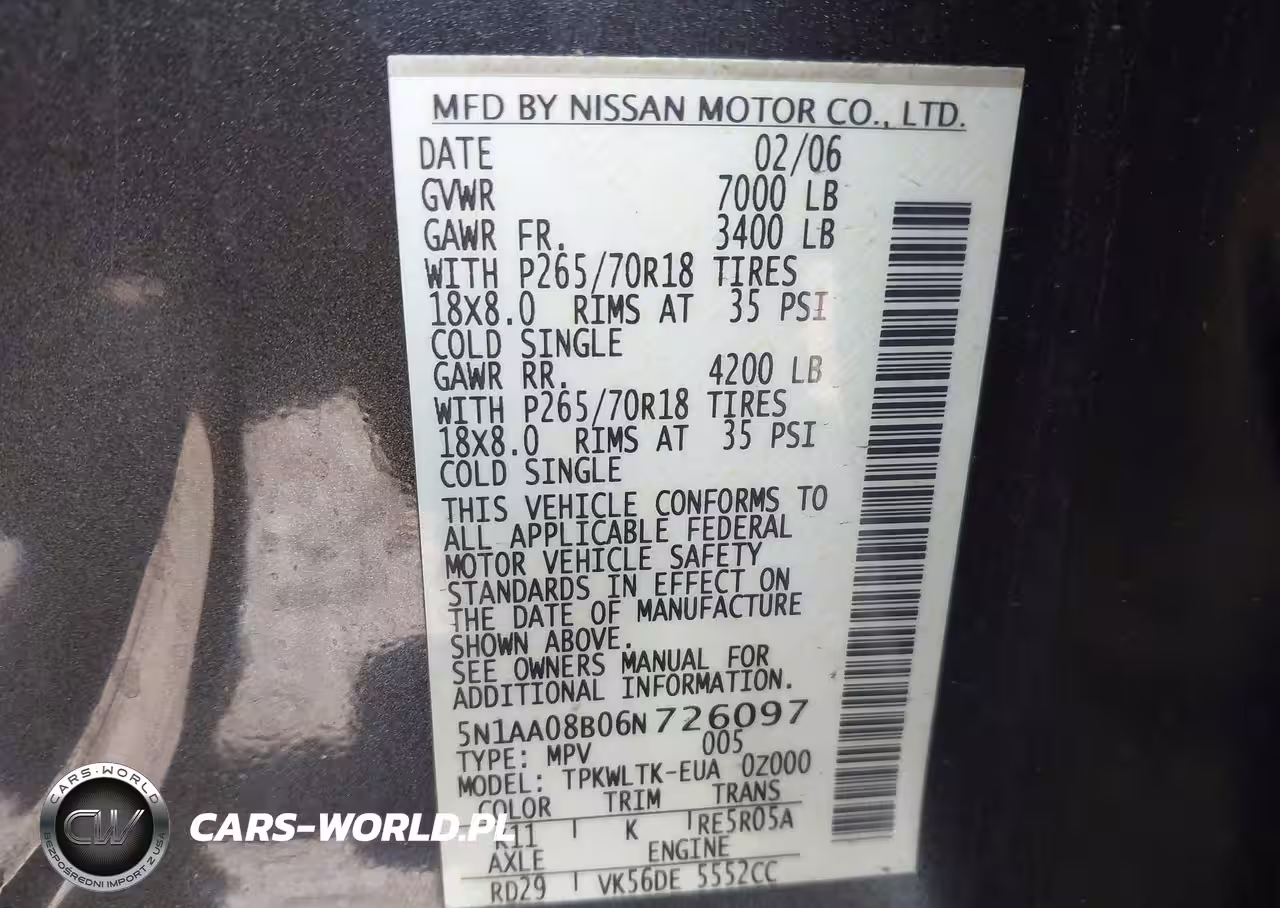 MFD BY NISSAN MOTOR CO., LTD.
DATE 02/06
GVWR 7000 LB
GAWR FR. 3400 LB
WITH P265/70R18 TIRES
18X8.0 RIMS AT 35 PSI
COLD SINGLE
GAWR RR. 4200 LB
WITH P265/70R18 TIRES
18X8.0 RIMS AT 35 PSI
COLD SINGLE
THIS VEHICLE CONFORMS TO
ALL APPLICABLE FEDERAL
MOTOR VEHICLE SAFETY
STANDARDS IN EFFECT ON
THE DATE OF MANUFACTURE
SHOWN ABOVE.
SEE OWNERS MANUAL FOR
ADDITIONAL INFORMATION.
5N1AA08B06N726097
TYPE: MPV 005
MODEL: TPKWLTK-EUA 0Z000
COLOR TRIM TRANS
K11 K RE5R05A
AXLE ENGINE
RD29 VK56DE 5552CC
CARS-WORLD
CW
BEZPOŚREDNI IMPORT Z USA
CARS-WORLD.PL